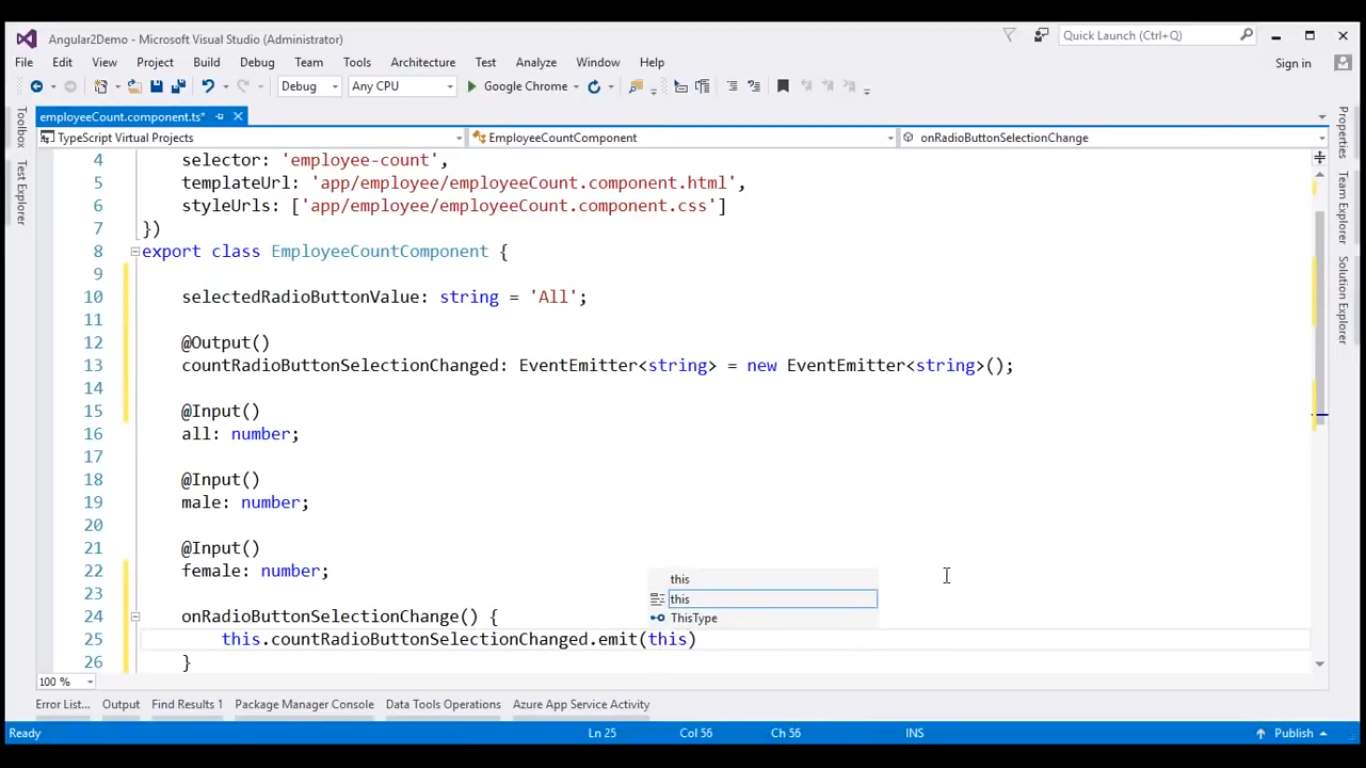 Angular2Demo - Microsoft Visual Studio (Administrator)
Quick Launch (Ctrl+Q)
File Edit View Project Build Debug Team Tools Architecture Test Analyze Window Help
Sign in
Debug Any CPU Google Chrome
employeeCount.component.ts*
TypeScript Virtual Projects EmployeeCountComponent onRadioButtonSelectionChange
Toolbox
Test Explorer
4 selector: 'employee-count',
5 templateUrl: 'app/employee/employeeCount.component.html',
6 styleUrls: ['app/employee/employeeCount.component.css']
7 })
8 export class EmployeeCountComponent {
9
10 selectedRadioButtonValue: string = 'All';
11
12 @Output()
13 countRadioButtonSelectionChanged: EventEmitter<string> = new EventEmitter<string>();
14
15 @Input()
16 all: number;
17
18 @Input()
19 male: number;
20
21 @Input()
22 female: number;
23
24 onRadioButtonSelectionChange() {
25 this.countRadioButtonSelectionChanged.emit(this)
26 }
this
this
ThisType
Properties
Team Explorer
Solution Explorer
100 %
Error List... Output Find Results 1 Package Manager Console Data Tools Operations Azure App Service Activity
Ready Ln 25 Col 56 Ch 56 INS Publish